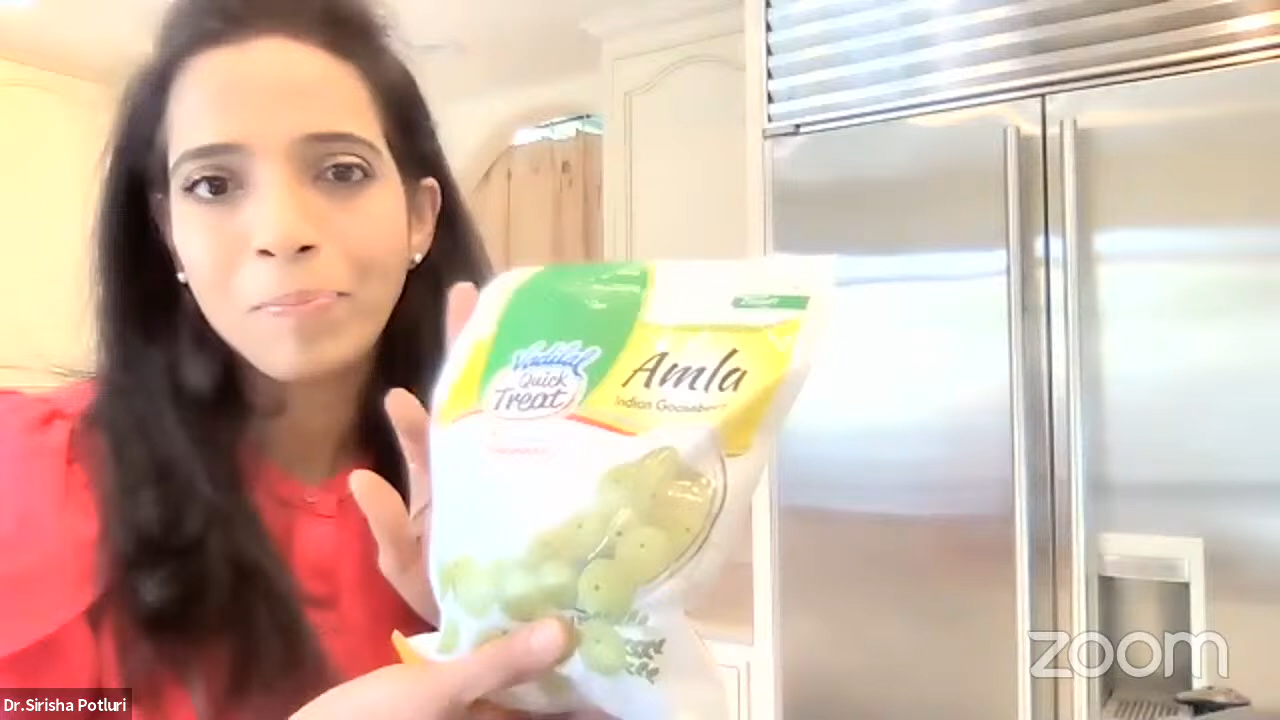 Vadilal
Quick
Treat
Amla
Indian Gooseberry
zoom
Dr.Sirisha Potluri